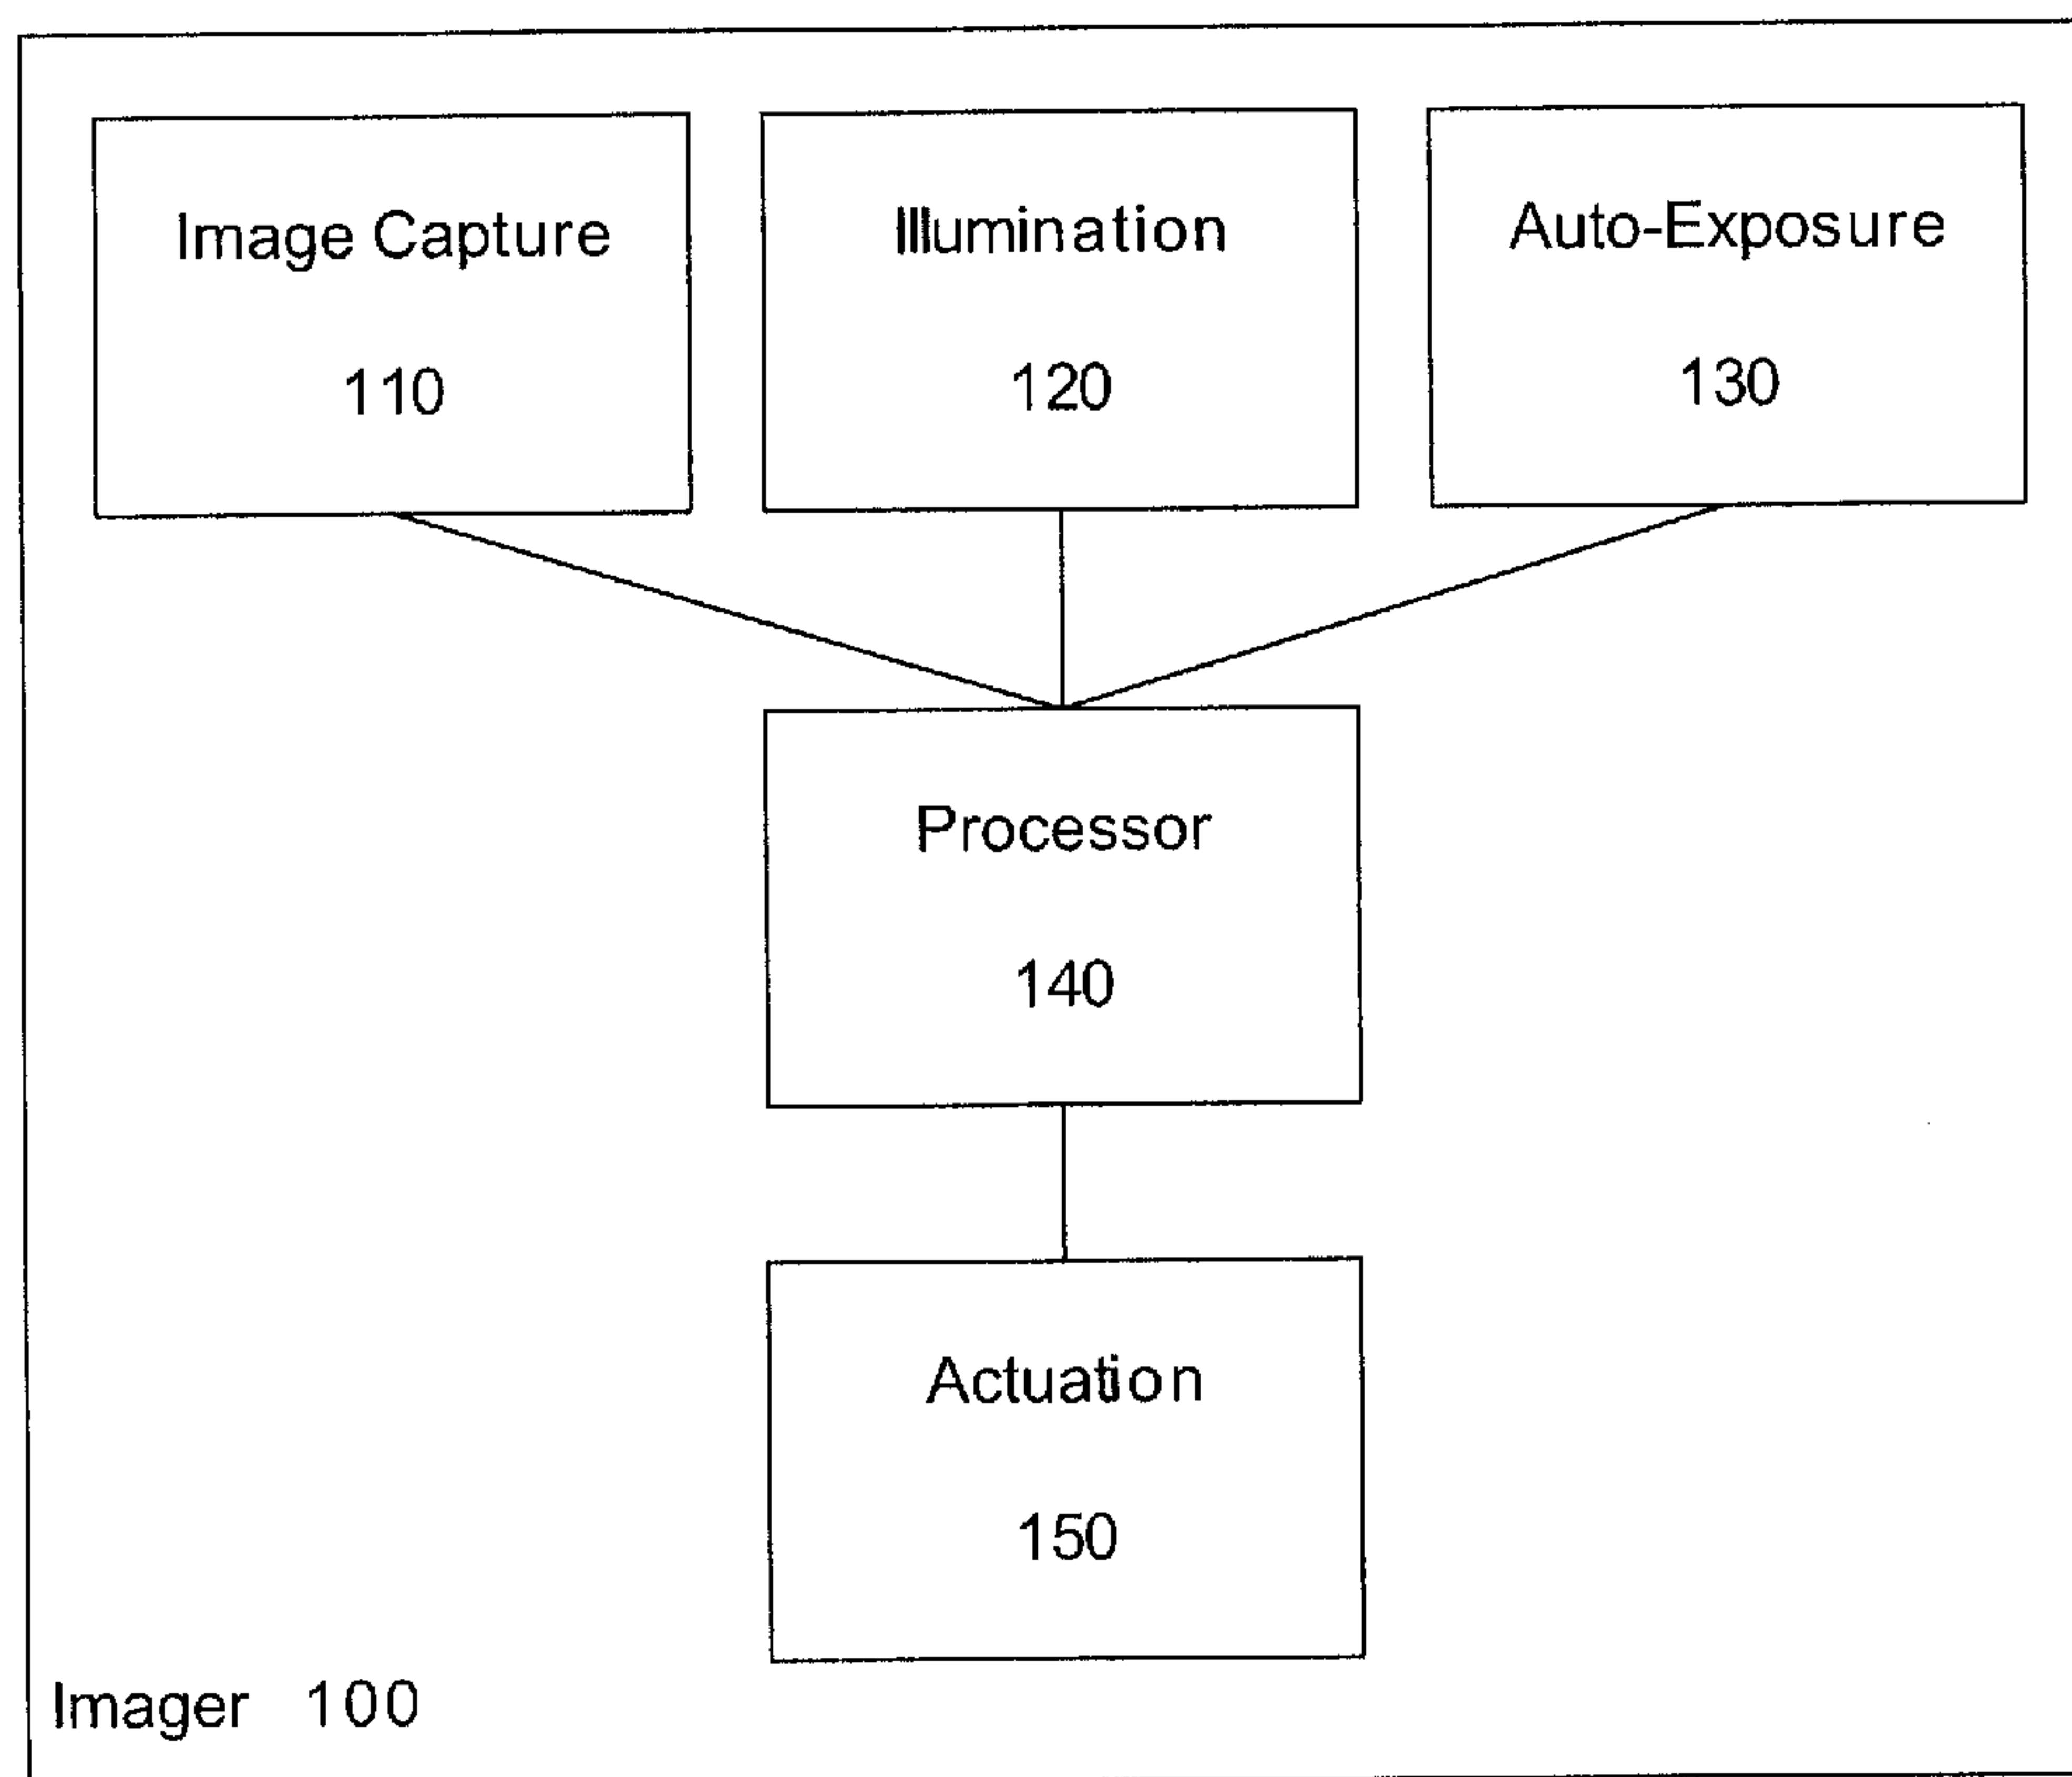 Image Capture
110
Illumination
120
Auto-Exposure
130
Processor
140
Actuation
150
Imager 100